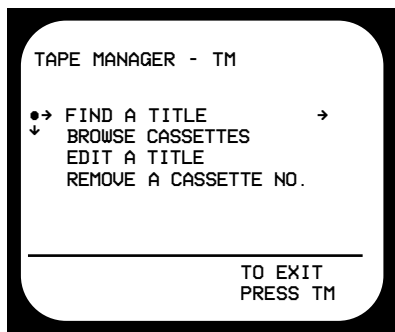 TAPE MANAGER - TM
●→ FIND A TITLE →
↓ BROWSE CASSETTES
EDIT A TITLE
REMOVE A CASSETTE NO.
TO EXIT
PRESS TM